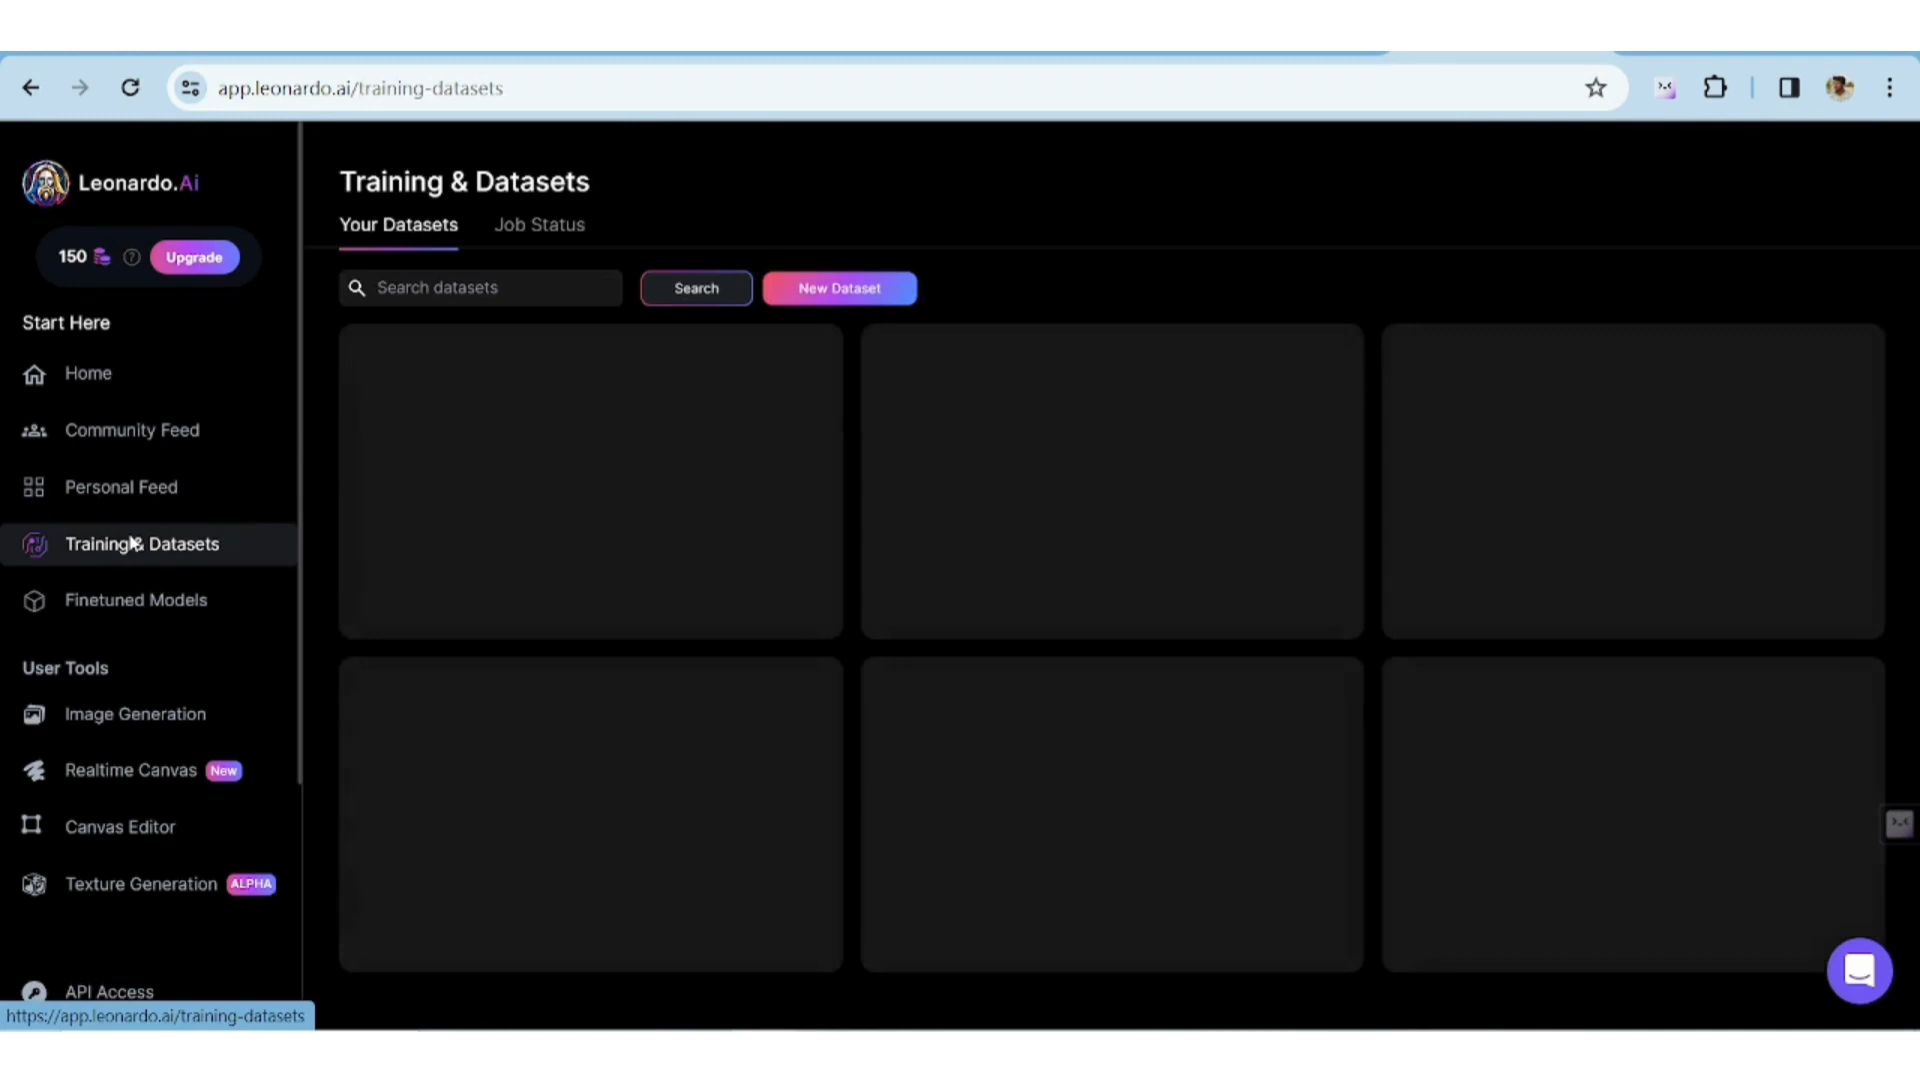 app.leonardo.ai/training-datasets
Leonardo.Ai
150 Upgrade
Start Here
Home
Community Feed
Personal Feed
Training & Datasets
Finetuned Models
User Tools
Image Generation
Realtime Canvas New
Canvas Editor
Texture Generation ALPHA
API Access
https://app.leonardo.ai/training-datasets
Training & Datasets
Your Datasets Job Status
Search datasets Search New Dataset